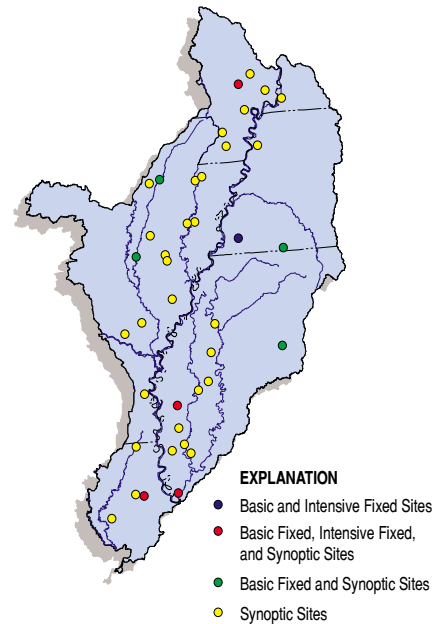 EXPLANATION
Basic and Intensive Fixed Sites
Basic Fixed, Intensive Fixed,
and Synoptic Sites
Basic Fixed and Synoptic Sites
Synoptic Sites